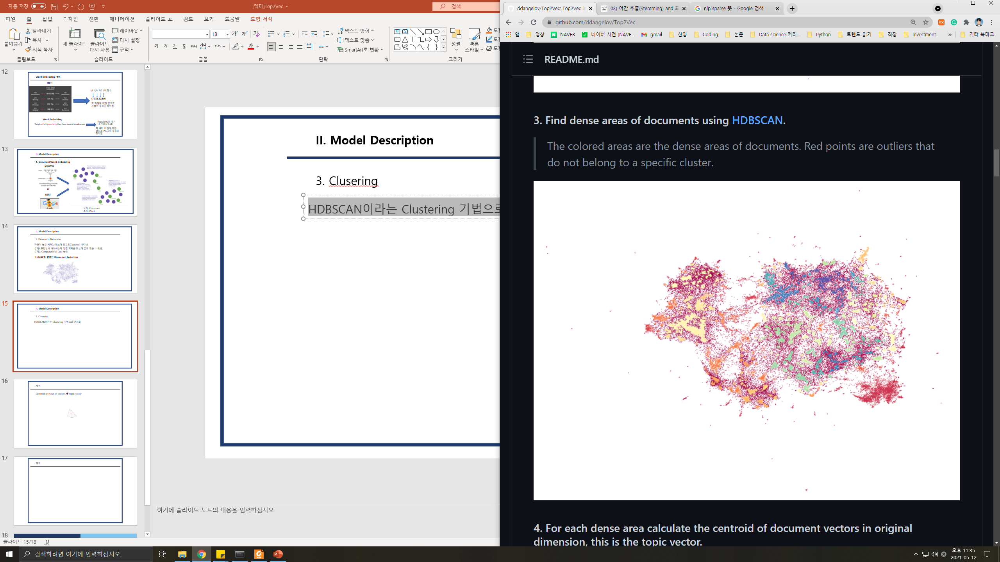 자동 저장 끔 [텍마]Top2Vec 검색
파일 홈 삽입 디자인 전환 애니메이션 슬라이드 쇼 검토 보기 도움말 도형 서식
붙여넣기 잘라내기 복사 서식 복사
클립보드
새 슬라이드 슬라이드 다시 사용 레이아웃 다시 설정 구역
슬라이드
18
가 가 가 S 가나 가가 가
글꼴
텍스트 방향
텍스트 맞춤
SmartArt로 변환
단락
정렬 빠른 스타일
그리기
12
Word Embedding 개념
MBTI
I/E S/N F/T J/P 점수
(75,56,52,60)
각 차원에 대한 값으로
사람의 성격이 정의됨
Word Embedding
Despite their popularity they have several weaknesses
Popularity의 뜻?
→ (100,2,1,34)
각 벡터 차원에 대한
값으로 Word의 성격이
정의됨
13
II. Model Description
1. Document/Word Embedding
Doc2Vec
or
BERT
Google
보라: Document
초록: Word
14
II. Model Description
2. Dimension Reduction
차원이 높은 벡터는 정보가 드문드문(sparse) 나타남.
문제1.군집분석 해야하는데 밀집 지역을 찾는데 문제 있을 수 있음.
문제2. Computational Cost 높음
→UMAP을 활용한 Dimension Reduction
15
II. Model Description
3. Clusering
HDBSCAN이라는 Clustering 기법으로 군집화
16
제목
Centroid or mean of vectors → topic vector
17
제목
18
II. Model Description
3. Clusering
HDBSCAN이라는 Clustering 기법으로
여기에 슬라이드 노트의 내용을 입력하십시오
슬라이드 15/18
ddangelov/Top2Vec: Top2Vec le
03) 어간 추출(Stemming) and 표
nlp sparse 뜻 - Google 검색
github.com/ddangelov/Top2Vec
앱 영상 NAVER 네이버 사전 (NAVE... gmail 한양 Coding 논문 Data science 커리... Python 트렌드 읽기 직장 Investment » 기타 북마크
README.md
3. Find dense areas of documents using HDBSCAN.
The colored areas are the dense areas of documents. Red points are outliers that
do not belong to a specific cluster.
4. For each dense area calculate the centroid of document vectors in original
dimension, this is the topic vector.
검색하려면 여기에 입력하십시오.
오후 11:35
2021-05-12